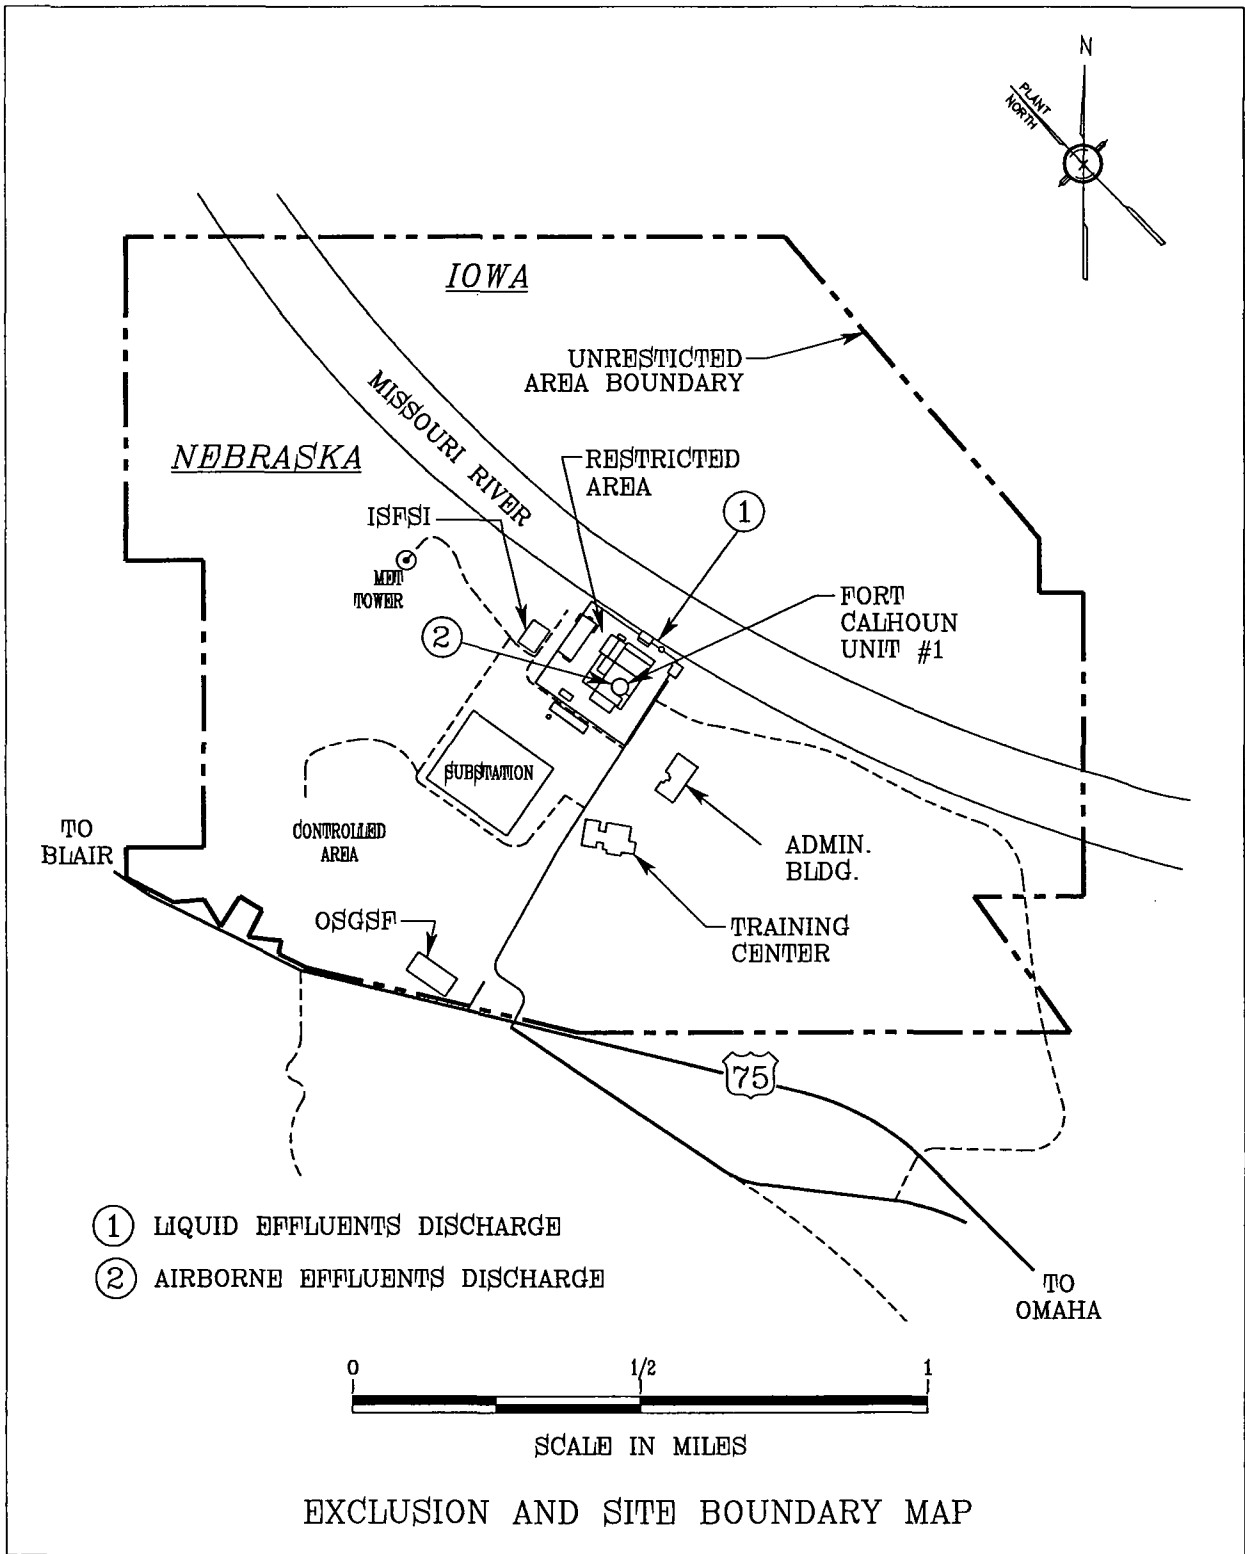 N
PLANT
NORTH
IOWA
UNRESTICTED
AREA BOUNDARY
MISSOURI RIVER
NEBRASKA
RESTRICTED
AREA
1
ISFSI
MET
TOWER
2
FORT
CALHOUN
UNIT #1
SUBSTATION
CONTROLLED
AREA
TO
BLAIR
ADMIN.
BLDG.
OSGSF
TRAINING
CENTER
75
1 LIQUID EFFLUENTS DISCHARGE
2 AIRBORNE EFFLUENTS DISCHARGE
TO
OMAHA
0 1/2 1
SCALE IN MILES
EXCLUSION AND SITE BOUNDARY MAP